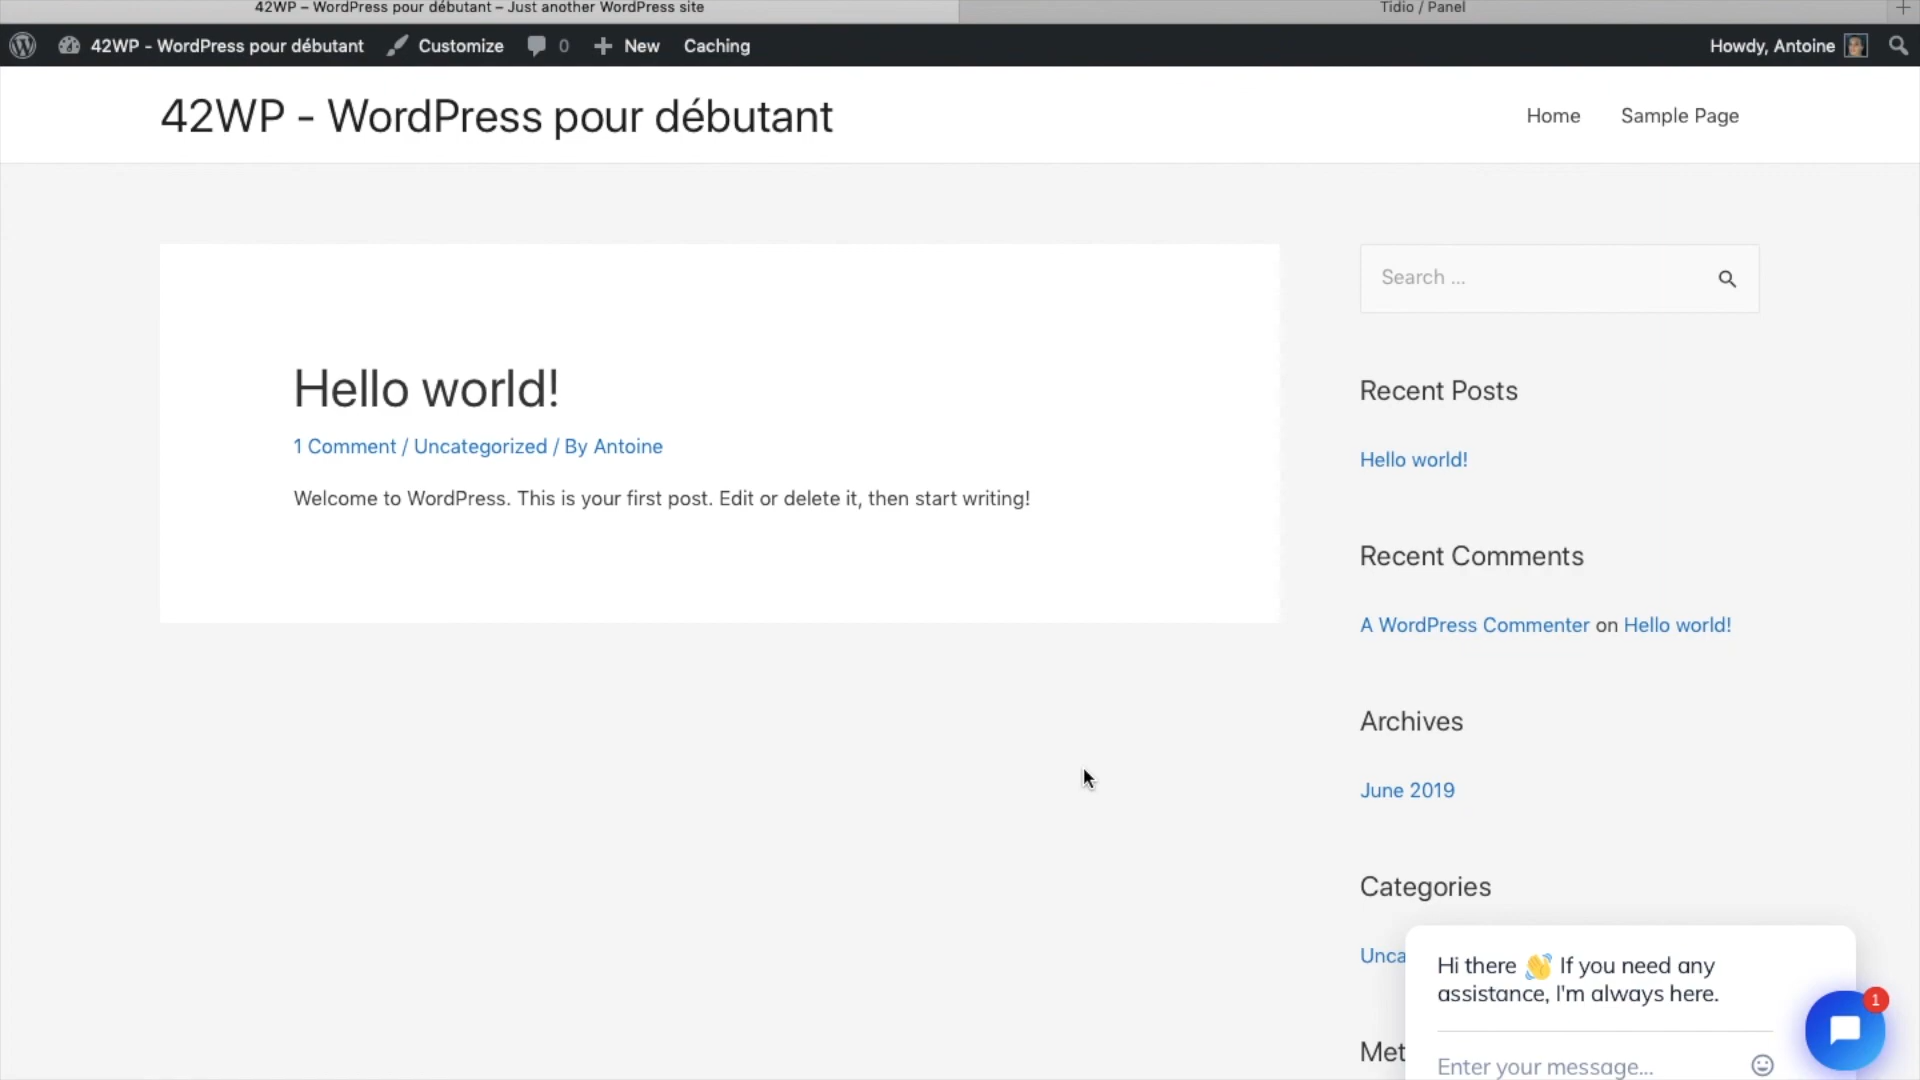 42WP – WordPress pour débutant – Just another WordPress site
Tidio / Panel
42WP - WordPress pour débutant
Customize
0
New
Caching
Howdy, Antoine
42WP - WordPress pour débutant
Home
Sample Page
Hello world!
1 Comment / Uncategorized / By Antoine
Welcome to WordPress. This is your first post. Edit or delete it, then start writing!
Search ...
Recent Posts
Hello world!
Recent Comments
A WordPress Commenter on Hello world!
Archives
June 2019
Categories
Unca
Met
Hi there 👋 If you need any
assistance, I'm always here.
1
Enter your message...